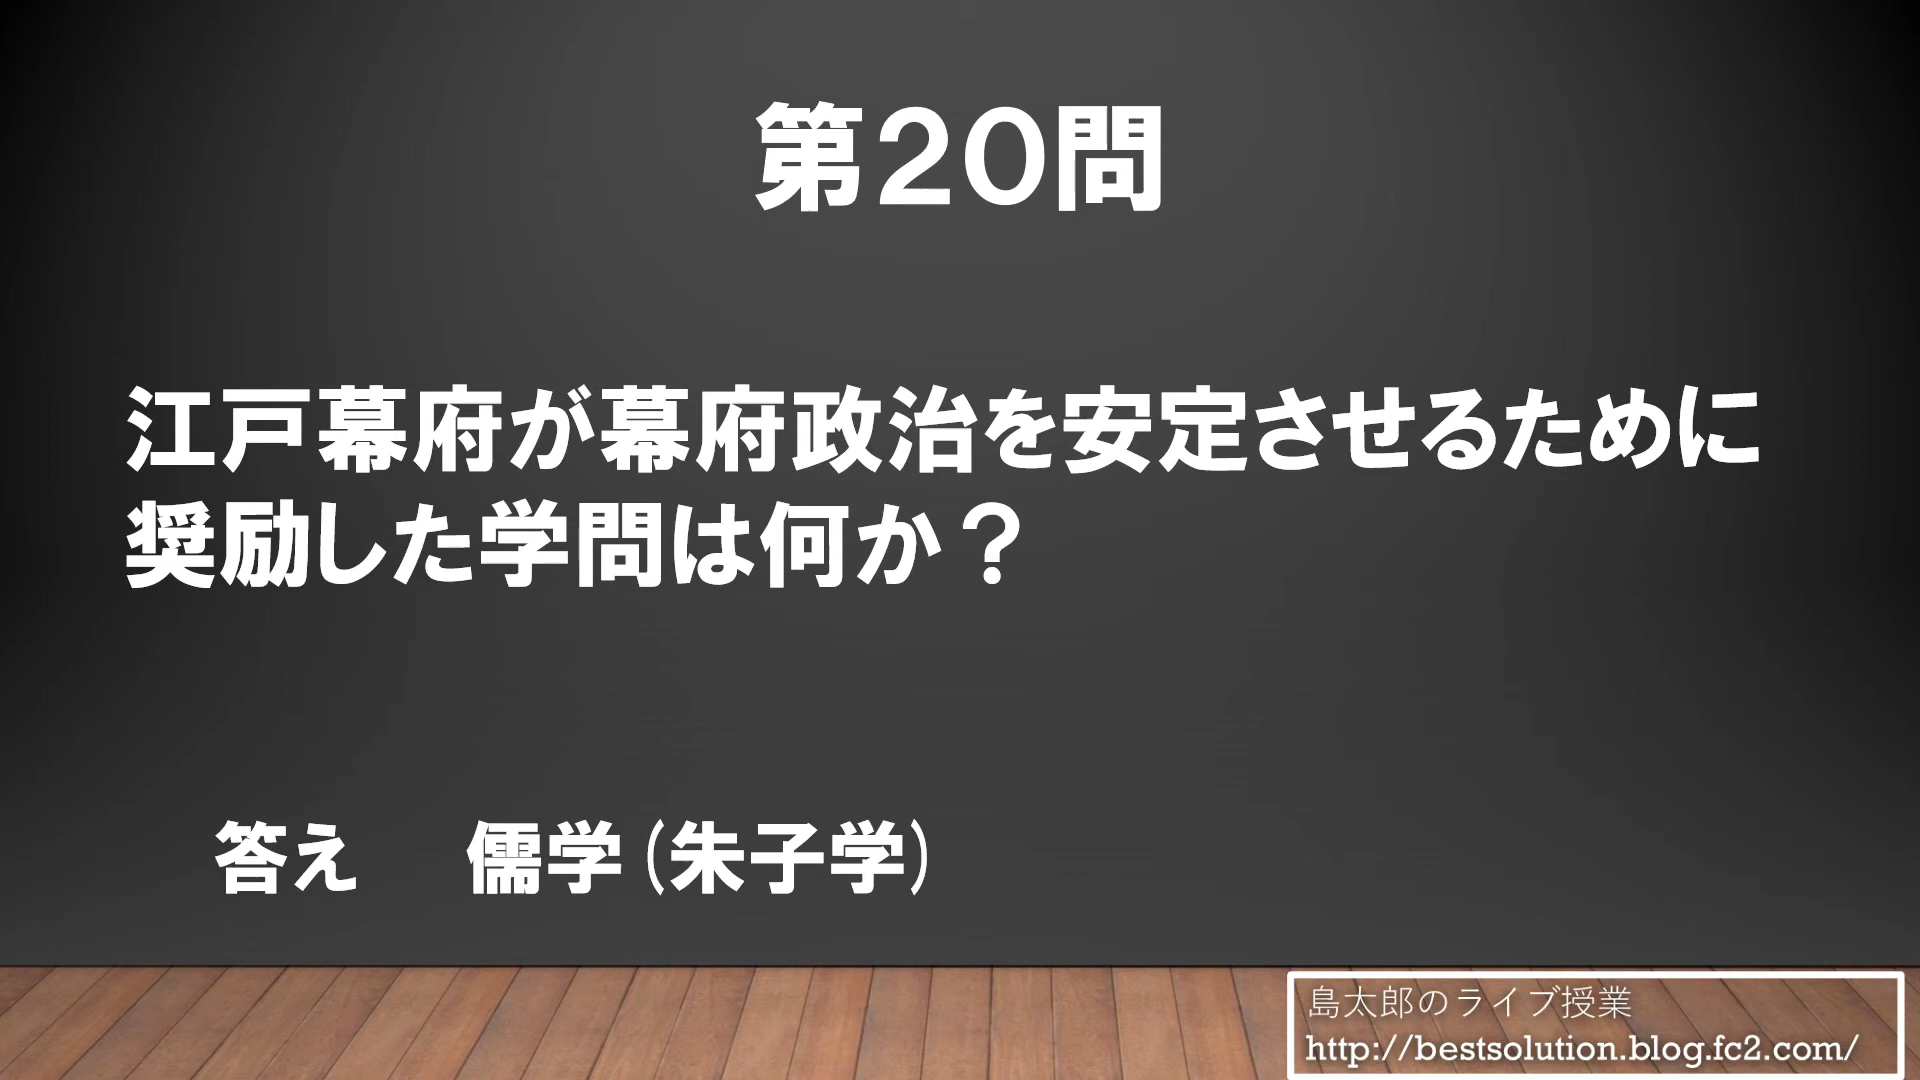 第２０問
江戸幕府が幕府政治を安定させるために
奨励した学問は何か？
答え　儒学(朱子学)
島太郎のライブ授業
http://bestsolution.blog.fc2.com/